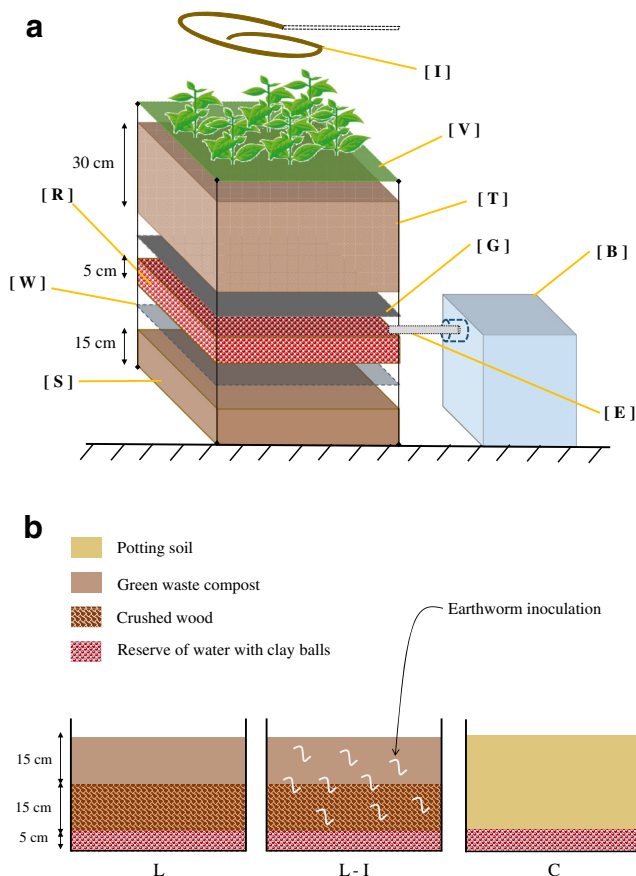 a
[ I ]
[ V ]
30 cm
[ R ]
[ T ]
[ G ]
[ B ]
5 cm
[ W ]
15 cm
[ S ]
[ E ]
b
Potting soil
Green waste compost
Earthworm inoculation
Crushed wood
Reserve of water with clay balls
15 cm
15 cm
5 cm
L
L - I
C